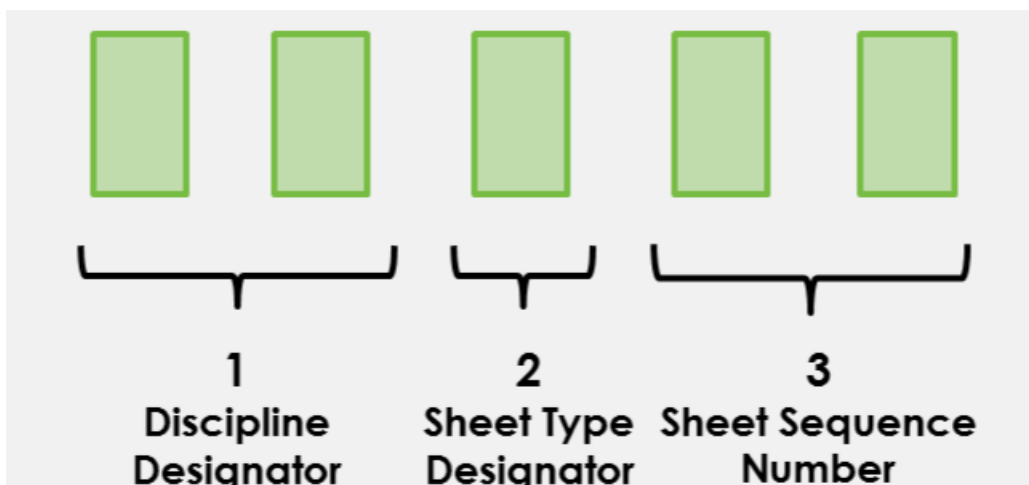 1
Discipline
Designator
2
Sheet Type
Designator
3
Sheet Sequence
Number